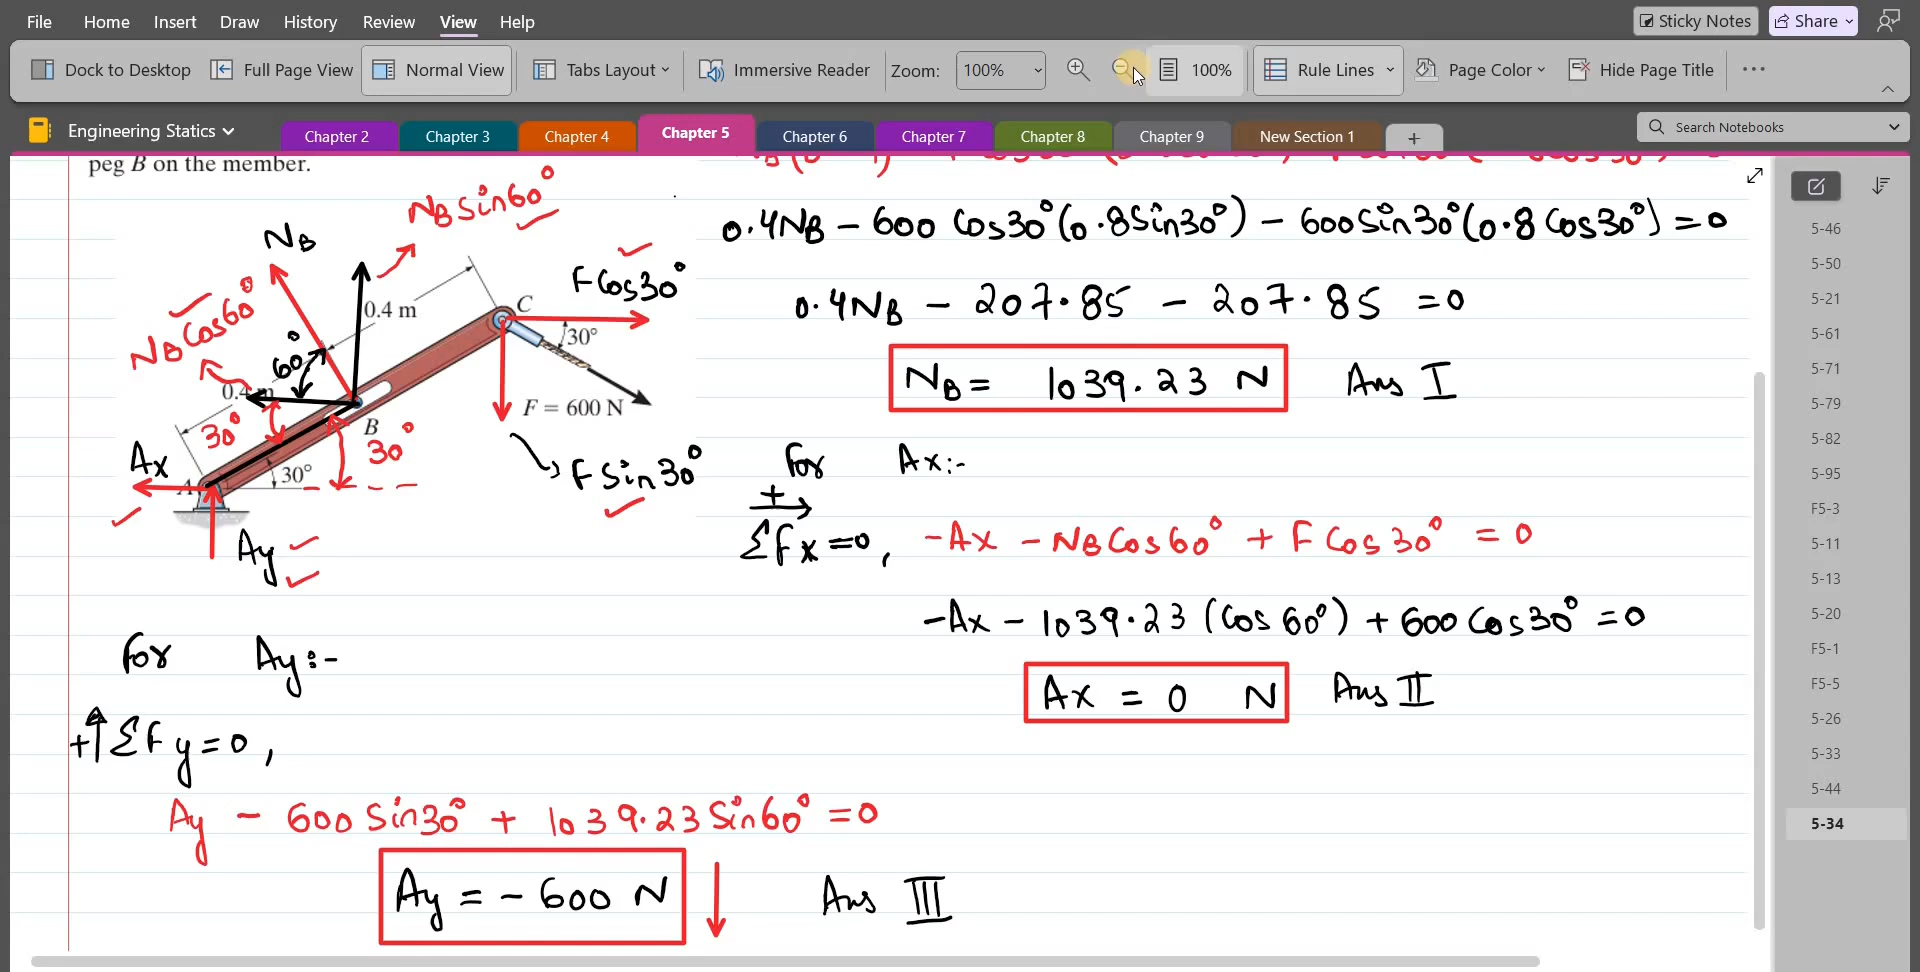 File Home Insert Draw History Review View Help Sticky Notes Share
Dock to Desktop Full Page View Normal View Tabs Layout Immersive Reader Zoom: 100% 100% Rule Lines Page Color Hide Page Title ...
Engineering Statics Chapter 2 Chapter 3 Chapter 4 Chapter 5 Chapter 6 Chapter 7 Chapter 8 Chapter 9 New Section 1 + Search Notebooks
peg B on the member.
NB Sin60°
NB
NB Cos60°
60°
0.4 m
C
F Cos30°
30°
0.4 m
F = 600 N
B
30°
30°
Ax
A
30°
F Sin30°
Ay
For Ay:-
+↑ΣFy=0,
Ay - 600 Sin30° + 1039.23 Sin60° =0
Ay = - 600 N ↓ Ans III
0.4NB - 600 Cos30°(0.8Sin30°) - 600Sin30°(0.8 Cos30°) =0
0.4NB - 207.85 - 207.85 =0
NB = 1039.23 N Ans I
For Ax:-
+
ΣFx=0, -Ax - NB Cos60° + F Cos30° = 0
-Ax - 1039.23 (Cos60°) + 600 Cos30° =0
Ax = 0 N Ans II
5-46
5-50
5-21
5-61
5-71
5-79
5-82
5-95
F5-3
5-11
5-13
5-20
F5-1
F5-5
5-26
5-33
5-44
5-34